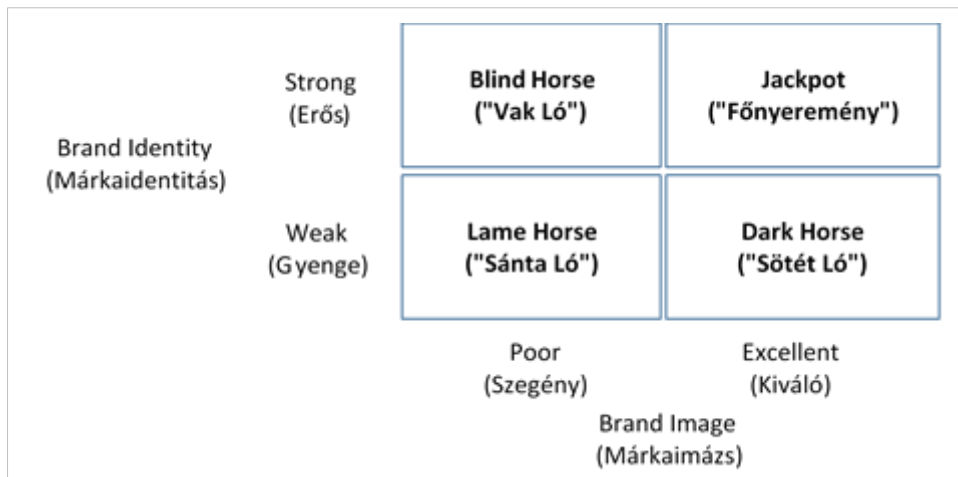 Strong
(Erős)
Blind Horse
("Vak Ló")
Jackpot
("Főnyeremény")
Brand Identity
(Márkaidentitás)
Weak
(Gyenge)
Lame Horse
("Sánta Ló")
Dark Horse
("Sötét Ló")
Poor
(Szegény)
Excellent
(Kiváló)
Brand Image
(Márkaimázs)